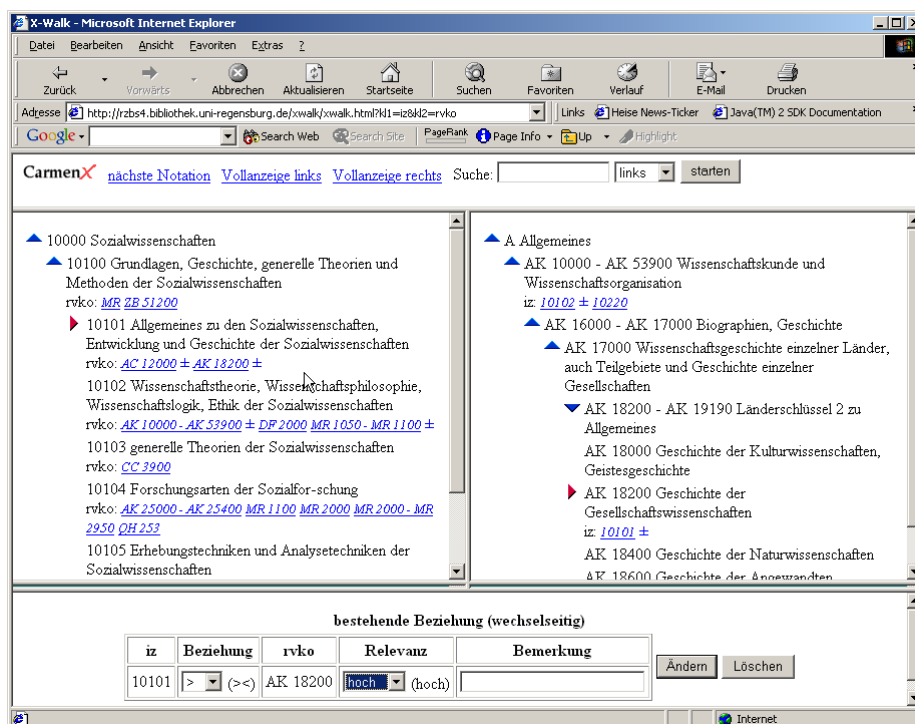 X-Walk - Microsoft Internet Explorer
Datei Bearbeiten Ansicht Favoriten Extras ?
Zurück Vorwärts Abbrechen Aktualisieren Startseite Suchen Favoriten Verlauf E-Mail Drucken
Adresse http://rzbs4.bibliothek.uni-regensburg.de/xwalk/xwalk.html?kl1=iz&kl2=rvko Links Heise News-Ticker Java(TM) 2 SDK Documentation
Google Search Web Search Site PageRank Page Info Up Highlight
CarmenX nächste Notation Vollanzeige links Vollanzeige rechts Suche: links starten
10000 Sozialwissenschaften
10100 Grundlagen, Geschichte, generelle Theorien und
Methoden der Sozialwissenschaften
rvko: MR ZB 51200
10101 Allgemeines zu den Sozialwissenschaften,
Entwicklung und Geschichte der Sozialwissenschaften
rvko: AC 12000 ± AK 18200 ±
10102 Wissenschaftstheorie, Wissenschaftsphilosophie,
Wissenschaftslogik, Ethik der Sozialwissenschaften
rvko: AK 10000 - AK 53900 ± DF 2000 MR 1050 - MR 1100 ±
10103 generelle Theorien der Sozialwissenschaften
rvko: CC 3900
10104 Forschungsarten der Sozialfor-schung
rvko: AK 25000 - AK 25400 MR 1100 MR 2000 MR 2000 - MR
2950 QH 253
10105 Erhebungstechniken und Analysetechniken der
Sozialwissenschaften
A Allgemeines
AK 10000 - AK 53900 Wissenschaftskunde und
Wissenschaftsorganisation
iz: 10102 ± 10220
AK 16000 - AK 17000 Biographien, Geschichte
AK 17000 Wissenschaftsgeschichte einzelner Länder,
auch Teilgebiete und Geschichte einzelner
Gesellschaften
AK 18200 - AK 19190 Länderschlüssel 2 zu
Allgemeines
AK 18000 Geschichte der Kulturwissenschaften,
Geistesgeschichte
AK 18200 Geschichte der
Gesellschaftswissenschaften
iz: 10101 ±
AK 18400 Geschichte der Naturwissenschaften
AK 18600 Geschichte der Angewandten
bestehende Beziehung (wechselseitig)
iz Beziehung rvko Relevanz Bemerkung
10101 > (><) AK 18200 hoch (hoch)
Ändern Löschen
Internet